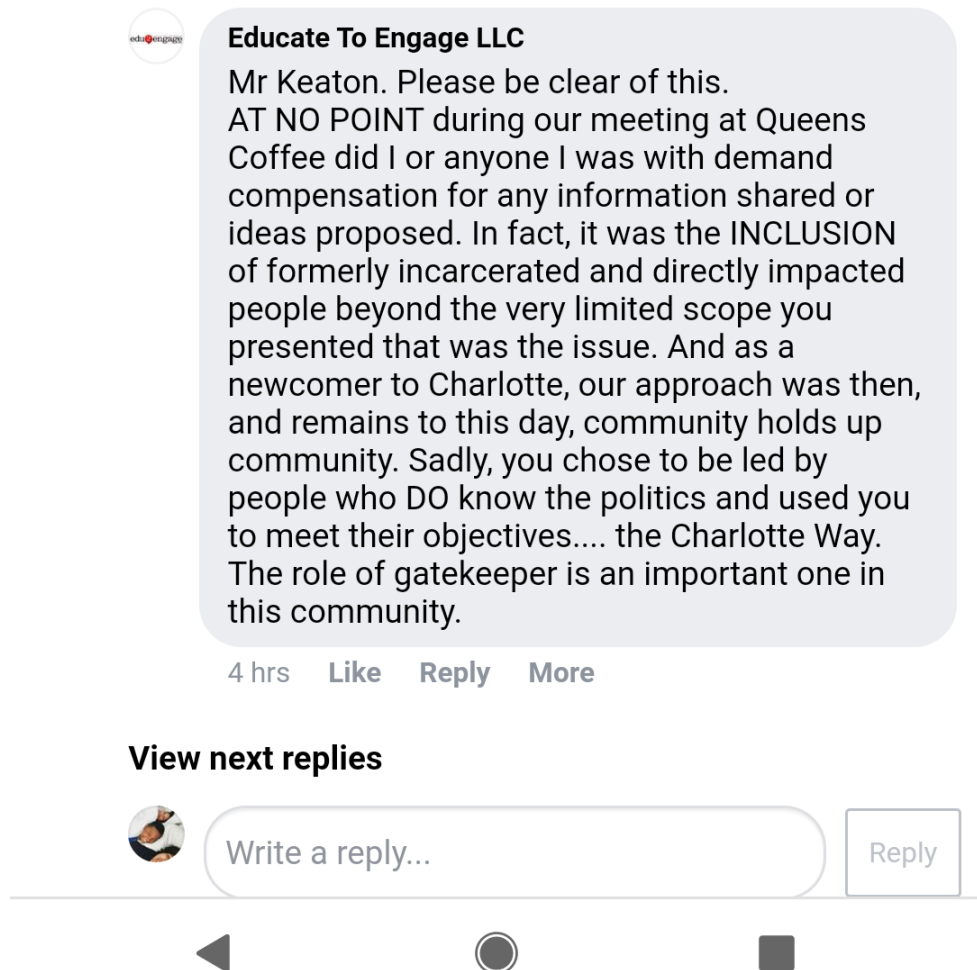 edu engage
Educate To Engage LLC
Mr Keaton. Please be clear of this.
AT NO POINT during our meeting at Queens
Coffee did I or anyone I was with demand
compensation for any information shared or
ideas proposed. In fact, it was the INCLUSION
of formerly incarcerated and directly impacted
people beyond the very limited scope you
presented that was the issue. And as a
newcomer to Charlotte, our approach was then,
and remains to this day, community holds up
community. Sadly, you chose to be led by
people who DO know the politics and used you
to meet their objectives.... the Charlotte Way.
The role of gatekeeper is an important one in
this community.
4 hrs Like Reply More
View next replies
Write a reply... Reply